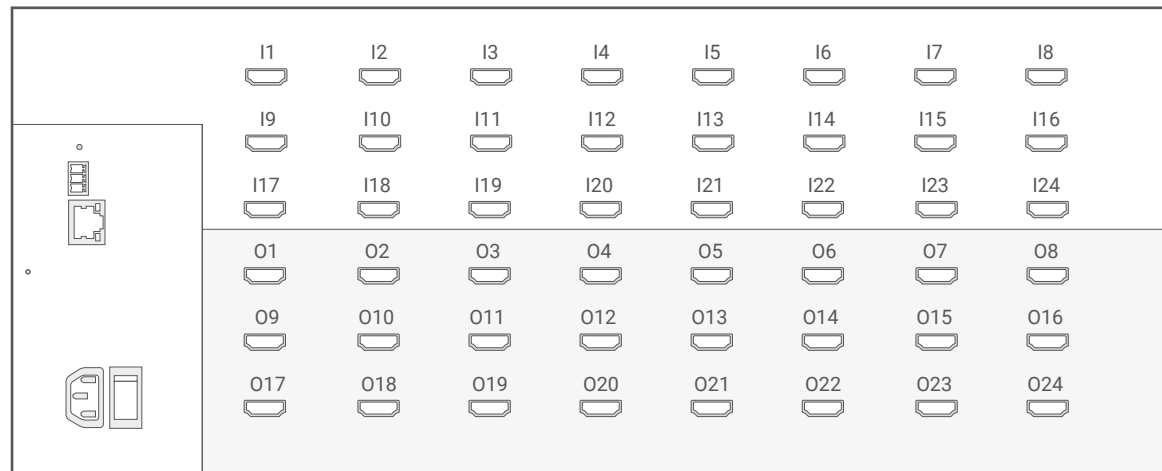 I1 I2 I3 I4 I5 I6 I7 I8
I9 I10 I11 I12 I13 I14 I15 I16
I17 I18 I19 I20 I21 I22 I23 I24
O1 O2 O3 O4 O5 O6 O7 O8
O9 O10 O11 O12 O13 O14 O15 O16
O17 O18 O19 O20 O21 O22 O23 O24